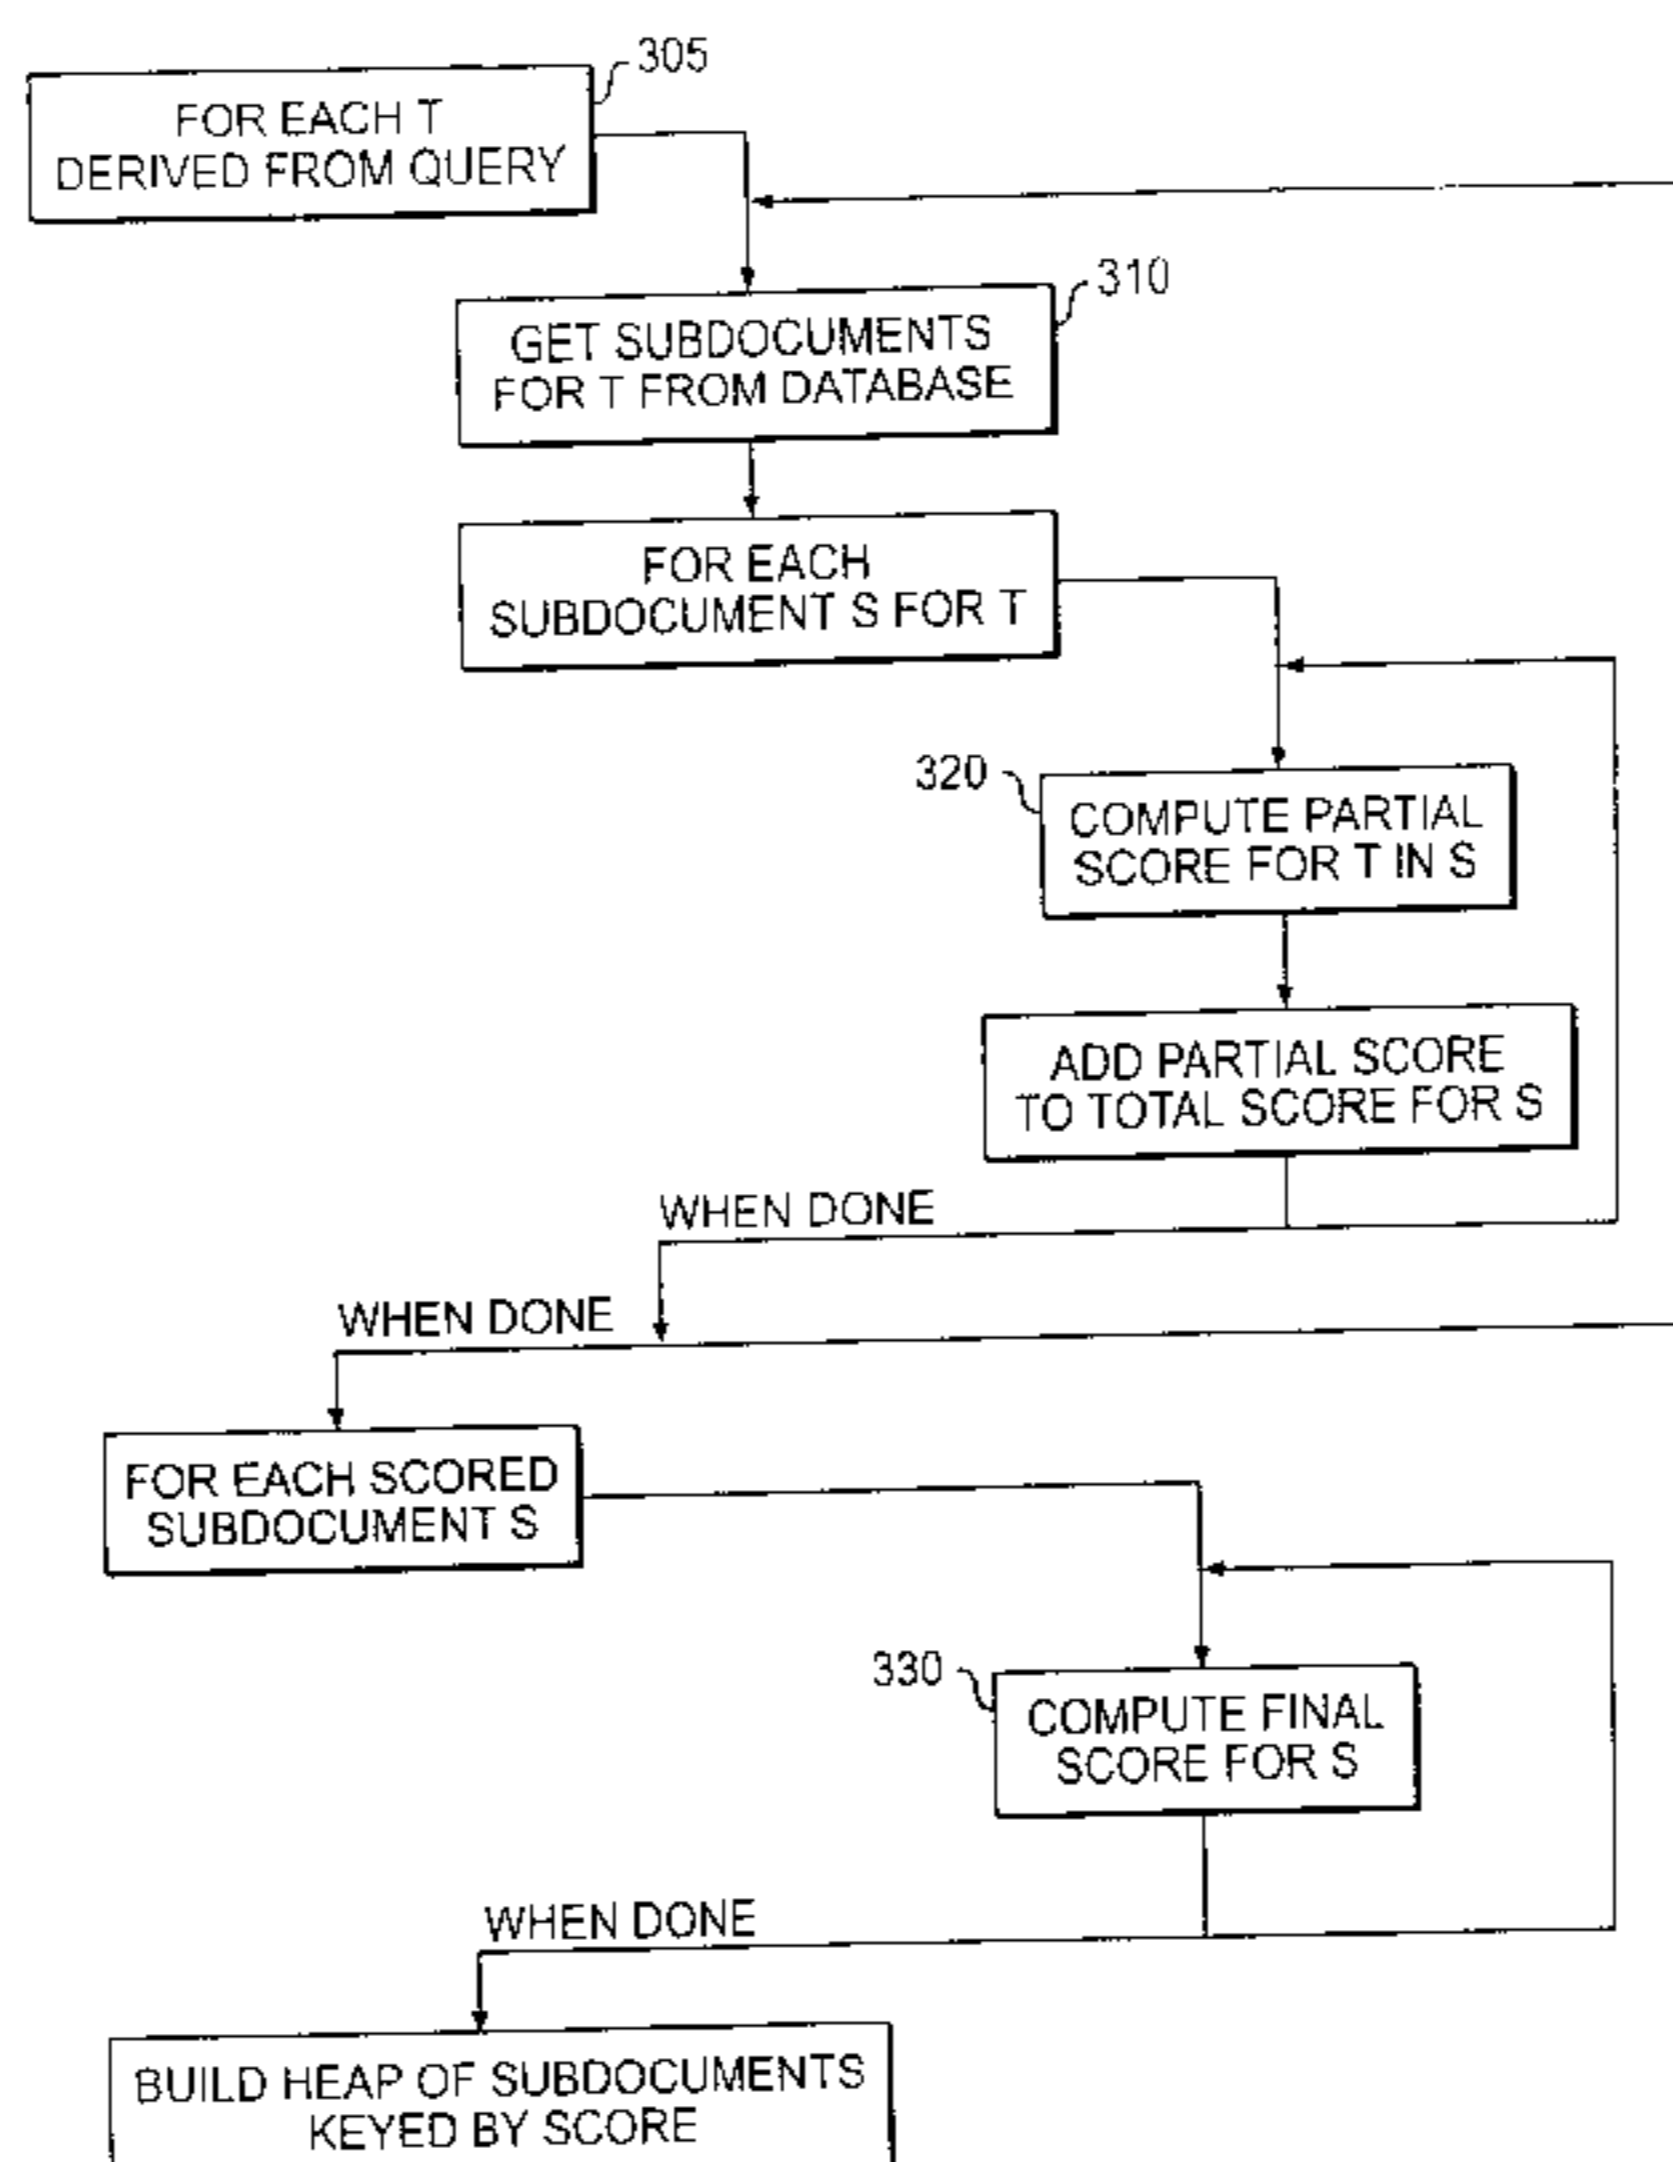 305
FOR EACH T
DERIVED FROM QUERY
310
GET SUBDOCUMENTS
FOR T FROM DATABASE
FOR EACH
SUBDOCUMENT S FOR T
320
COMPUTE PARTIAL
SCORE FOR T IN S
ADD PARTIAL SCORE
TO TOTAL SCORE FOR S
WHEN DONE
WHEN DONE
FOR EACH SCORED
SUBDOCUMENT S
330
COMPUTE FINAL
SCORE FOR S
WHEN DONE
BUILD HEAP OF SUBDOCUMENTS
KEYED BY SCORE